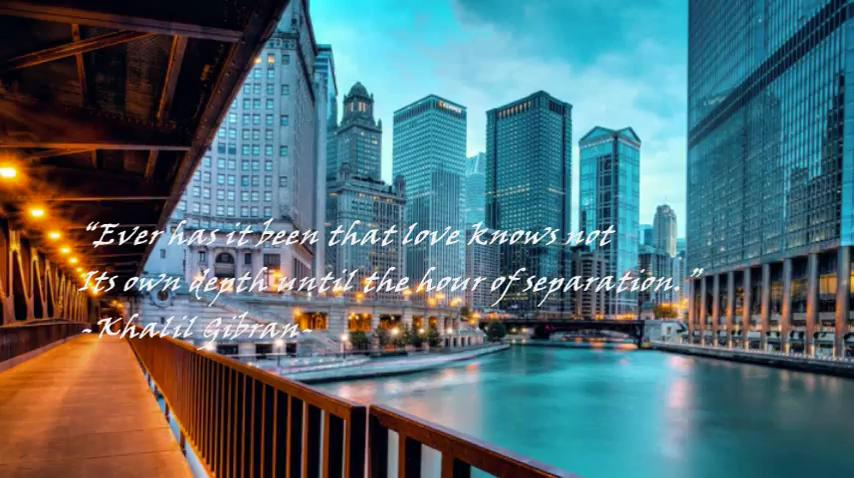 “Ever has it been that love knows not
Its own depth until the hour of separation.”
~Khalil Gibran~